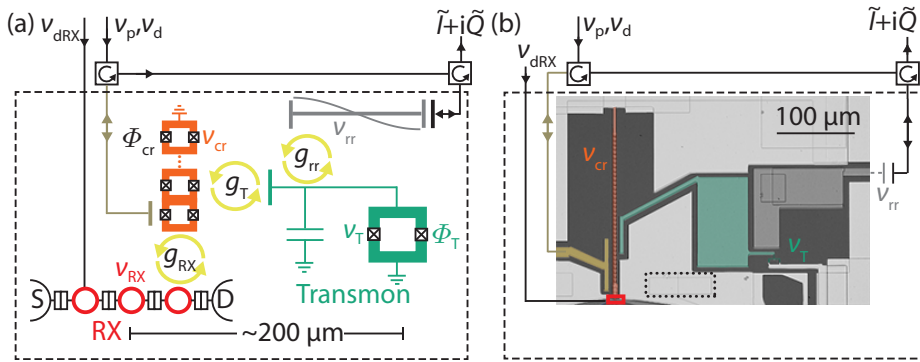 (a)
ν_dRX
ν_p,ν_d
Ĩ+iQ̃
Φ_cr
ν_cr
ν_rr
g_rr
g_T
ν_T
Φ_T
g_RX
ν_RX
Transmon
S
D
RX
~200 µm
(b)
ν_p,ν_d
Ĩ+iQ̃
ν_dRX
100 µm
ν_cr
ν_rr
ν_T